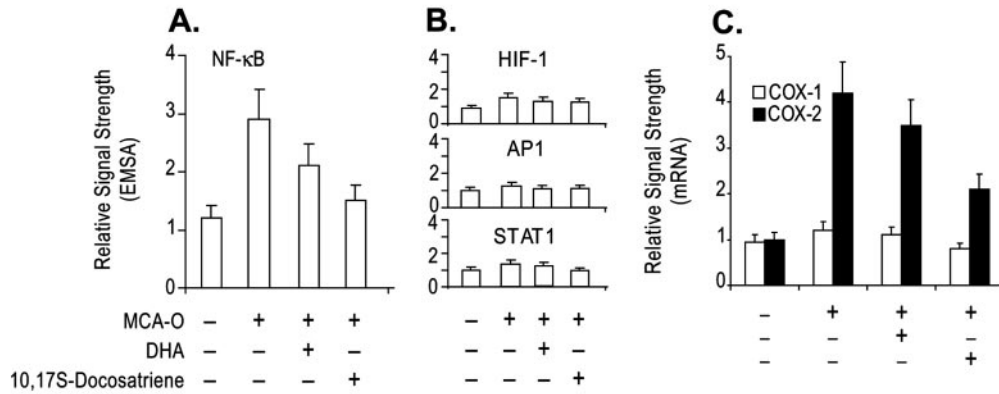 A.
NF-κB
Relative Signal Strength
(EMSA)
4
3
2
1
0
MCA-O – + + +
DHA – – + –
10,17S-Docosatriene – – – +
B.
HIF-1
4
2
0
AP1
4
2
0
STAT1
4
2
0
– + + +
– – + –
– – – +
C.
Relative Signal Strength
(mRNA)
5
4
3
2
1
0
COX-1
COX-2
– + + +
– – + –
– – – +